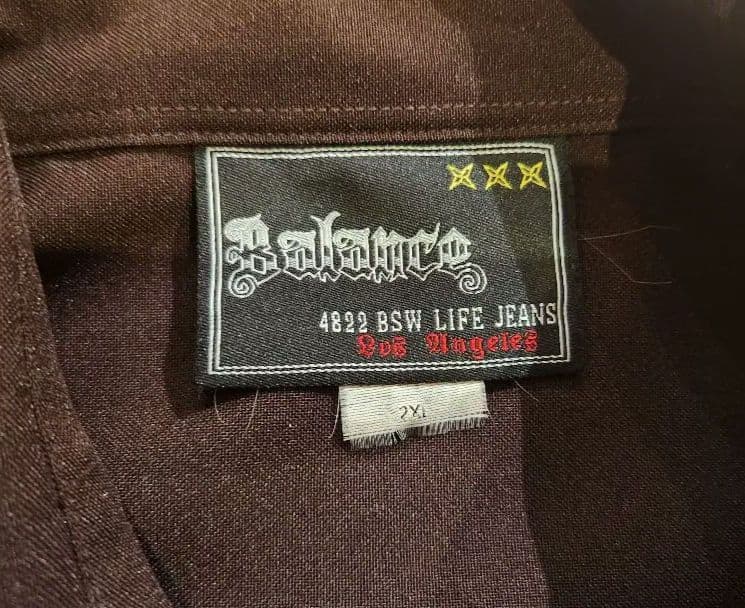 Balance
4822 BSW LIFE JEANS
Los Angeles
2XL